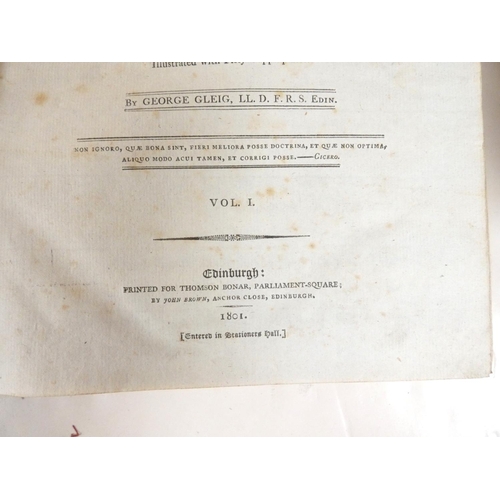 Illustrated with
By GEORGE GLEIG, LL. D. F. R. S. Edin.
NON IGNORO, QUÆ BONA SINT, FIERI MELIORA POSSE DOCTRINA, ET QUÆ NON OPTIMA,
ALIQUO MODO ACUI TAMEN, ET CORRIGI POSSE.——CICERO.
VOL. I.
Edinburgh:
PRINTED FOR THOMSON BONAR, PARLIAMENT-SQUARE;
BY JOHN BROWN, ANCHOR CLOSE, EDINBURGH.
1801.
[Entered in Stationers Hall.]